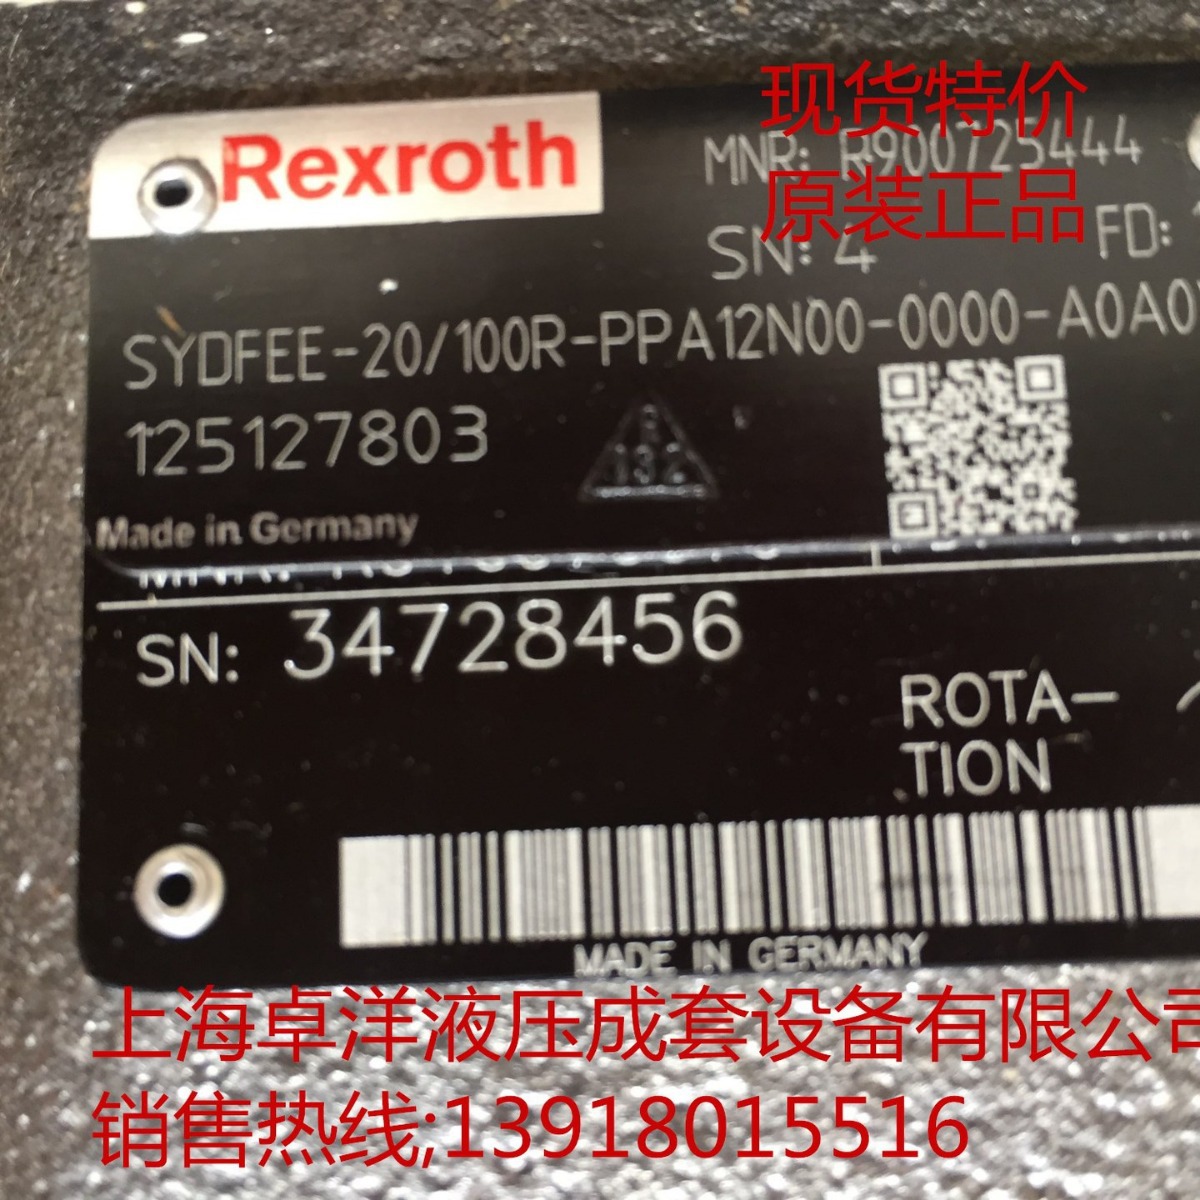 现货特价
Rexroth
MNR: R900725444
原装正品
SN: 4 FD:
SYDFEE-20/100R-PPA12N00-0000-A0A0
125127803
132
Made in Germany
SN: 34728456
ROTA-
TION
MADE IN GERMANY
上海卓洋液压成套设备有限公司
销售热线;13918015516